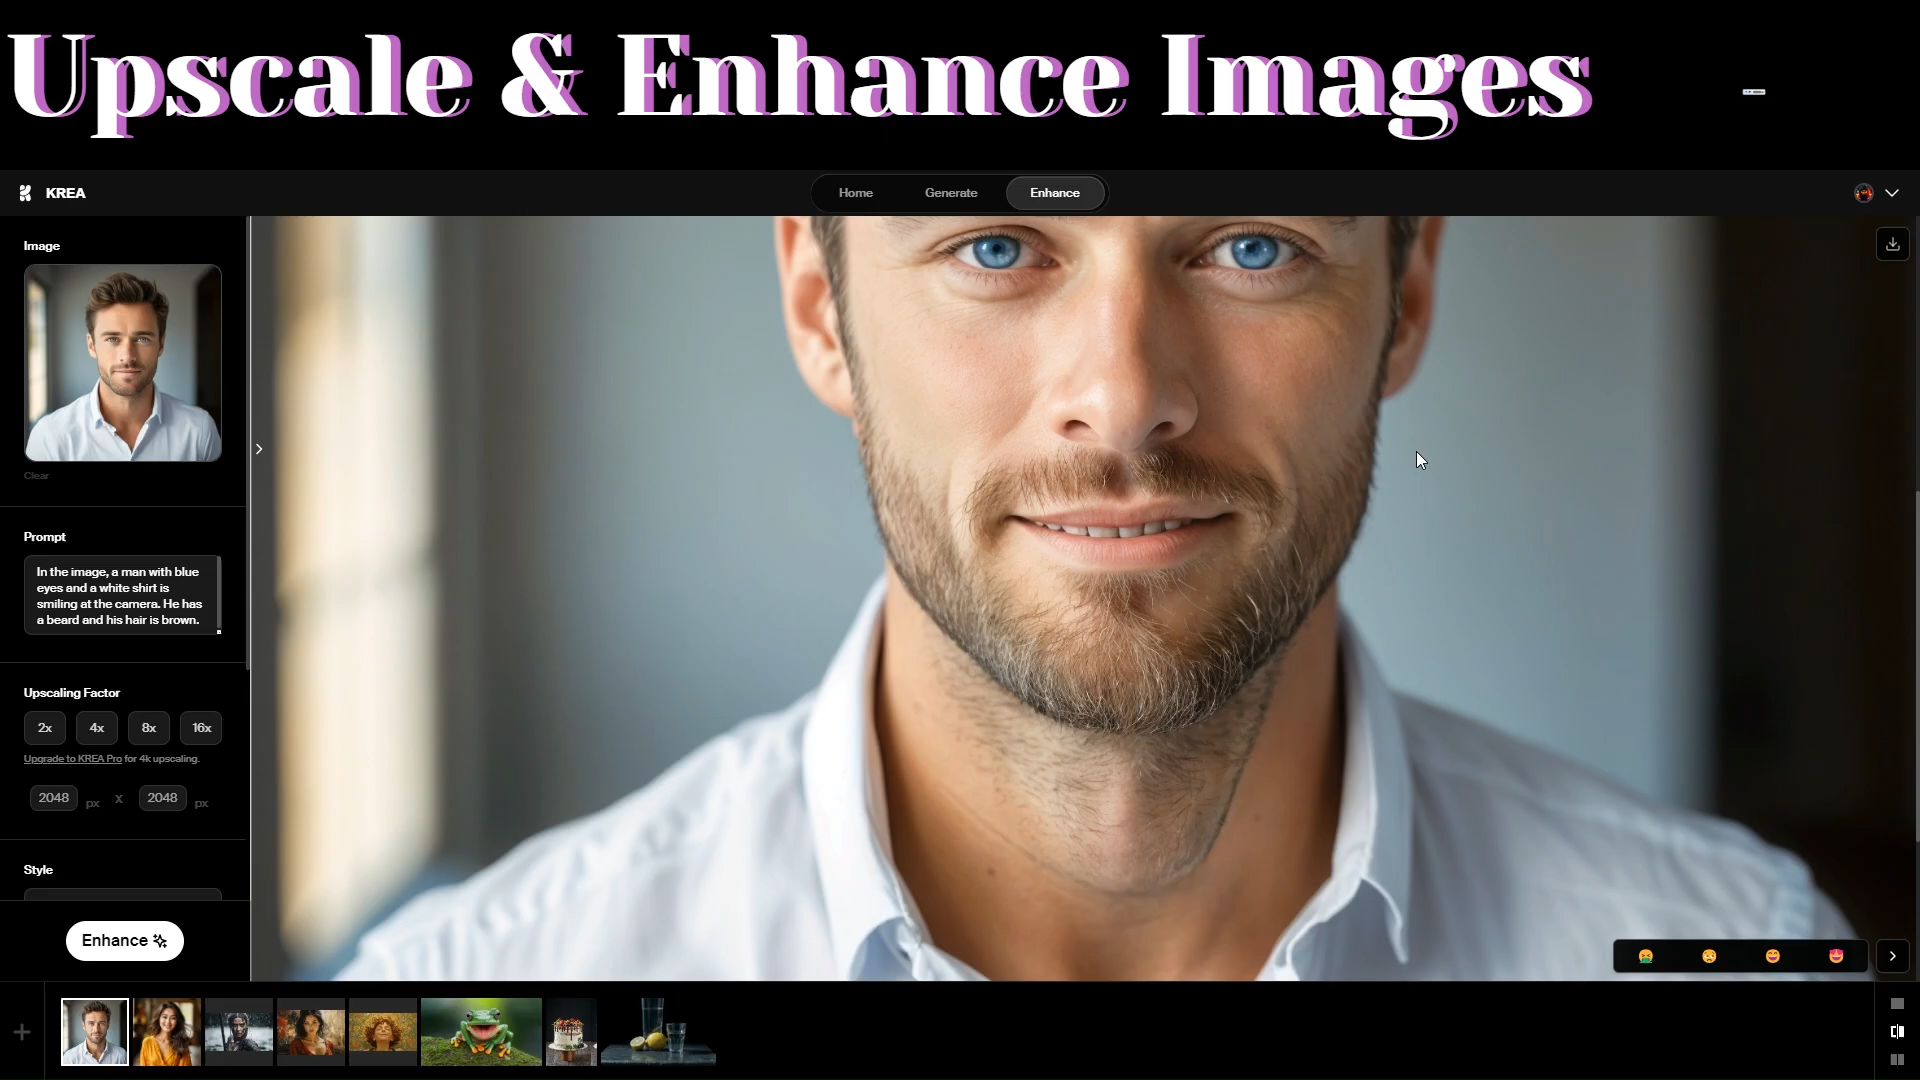 Upscale & Enhance Images
KREA
Home
Generate
Enhance
Image
Clear
Prompt
In the image, a man with blue
eyes and a white shirt is
smiling at the camera. He has
a beard and his hair is brown.
Upscaling Factor
2x
4x
8x
16x
Upgrade to KREA Pro for 4k upscaling.
2048 px X 2048 px
Style
Enhance